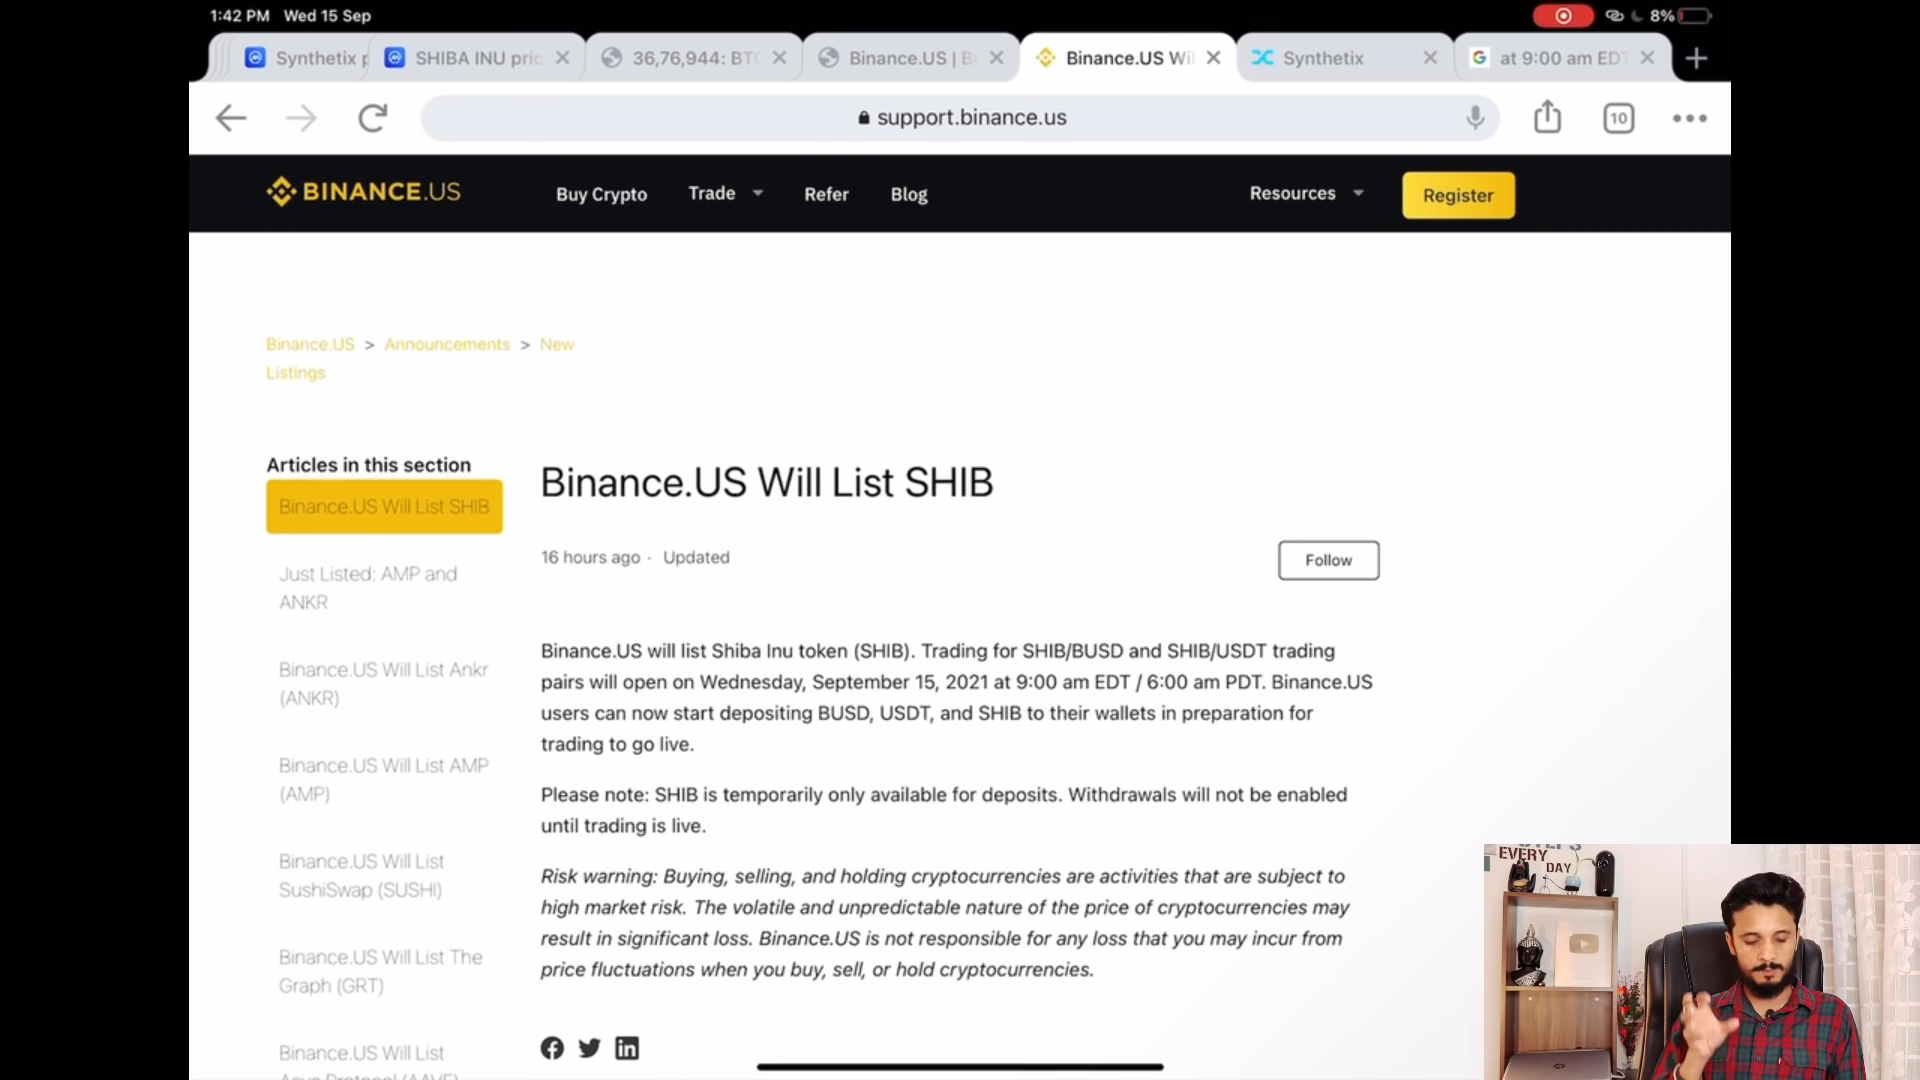 1:42 PM Wed 15 Sep
8%
Synthetix p
SHIBA INU pric
36,76,944: BTC
Binance.US | B
Binance.US Wil
Synthetix
at 9:00 am EDT
support.binance.us
10
BINANCE.US
Buy Crypto
Trade
Refer
Blog
Resources
Register
Binance.US > Announcements > New
Listings
Articles in this section
Binance.US Will List SHIB
Just Listed: AMP and
ANKR
Binance.US Will List Ankr
(ANKR)
Binance.US Will List AMP
(AMP)
Binance.US Will List
SushiSwap (SUSHI)
Binance.US Will List The
Graph (GRT)
Binance.US Will List
Binance.US Will List SHIB
16 hours ago · Updated
Follow
Binance.US will list Shiba Inu token (SHIB). Trading for SHIB/BUSD and SHIB/USDT trading
pairs will open on Wednesday, September 15, 2021 at 9:00 am EDT / 6:00 am PDT. Binance.US
users can now start depositing BUSD, USDT, and SHIB to their wallets in preparation for
trading to go live.
Please note: SHIB is temporarily only available for deposits. Withdrawals will not be enabled
until trading is live.
Risk warning: Buying, selling, and holding cryptocurrencies are activities that are subject to
high market risk. The volatile and unpredictable nature of the price of cryptocurrencies may
result in significant loss. Binance.US is not responsible for any loss that you may incur from
price fluctuations when you buy, sell, or hold cryptocurrencies.
EVERY
DAY